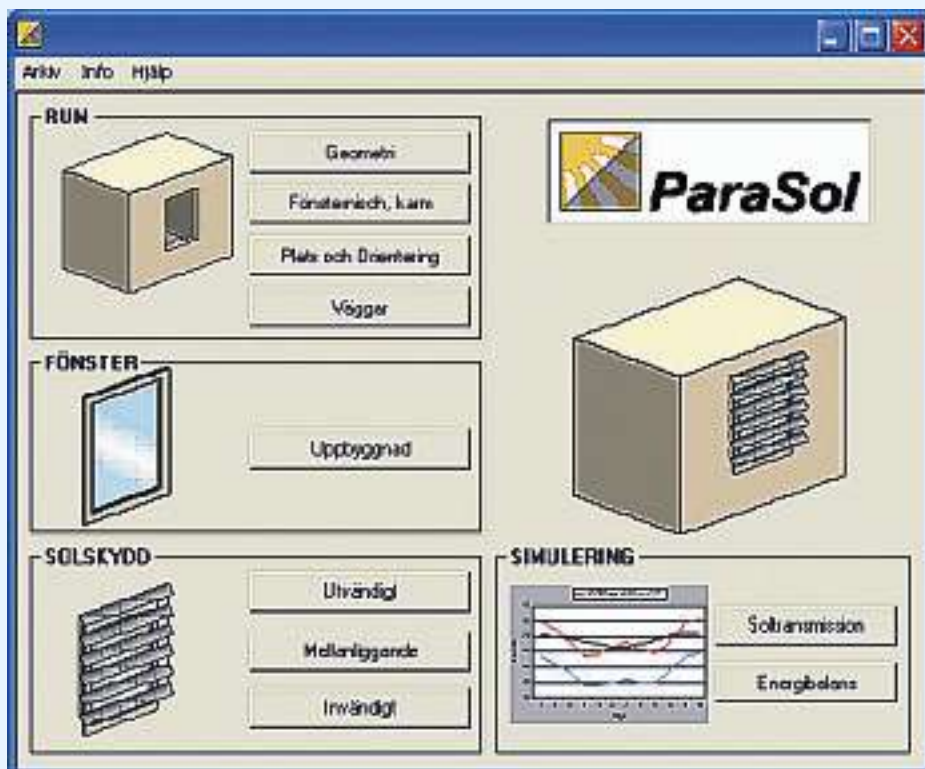 Arkiv Info Hjälp
RUM
Geometri
Fönsternisch, karm
Plats och Orientering
Väggar
ParaSol
FÖNSTER
Uppbyggnad
SOLSKYDD
Utvändigt
Mellanliggande
Invändigt
SIMULERING
Soltransmission
Energibalans